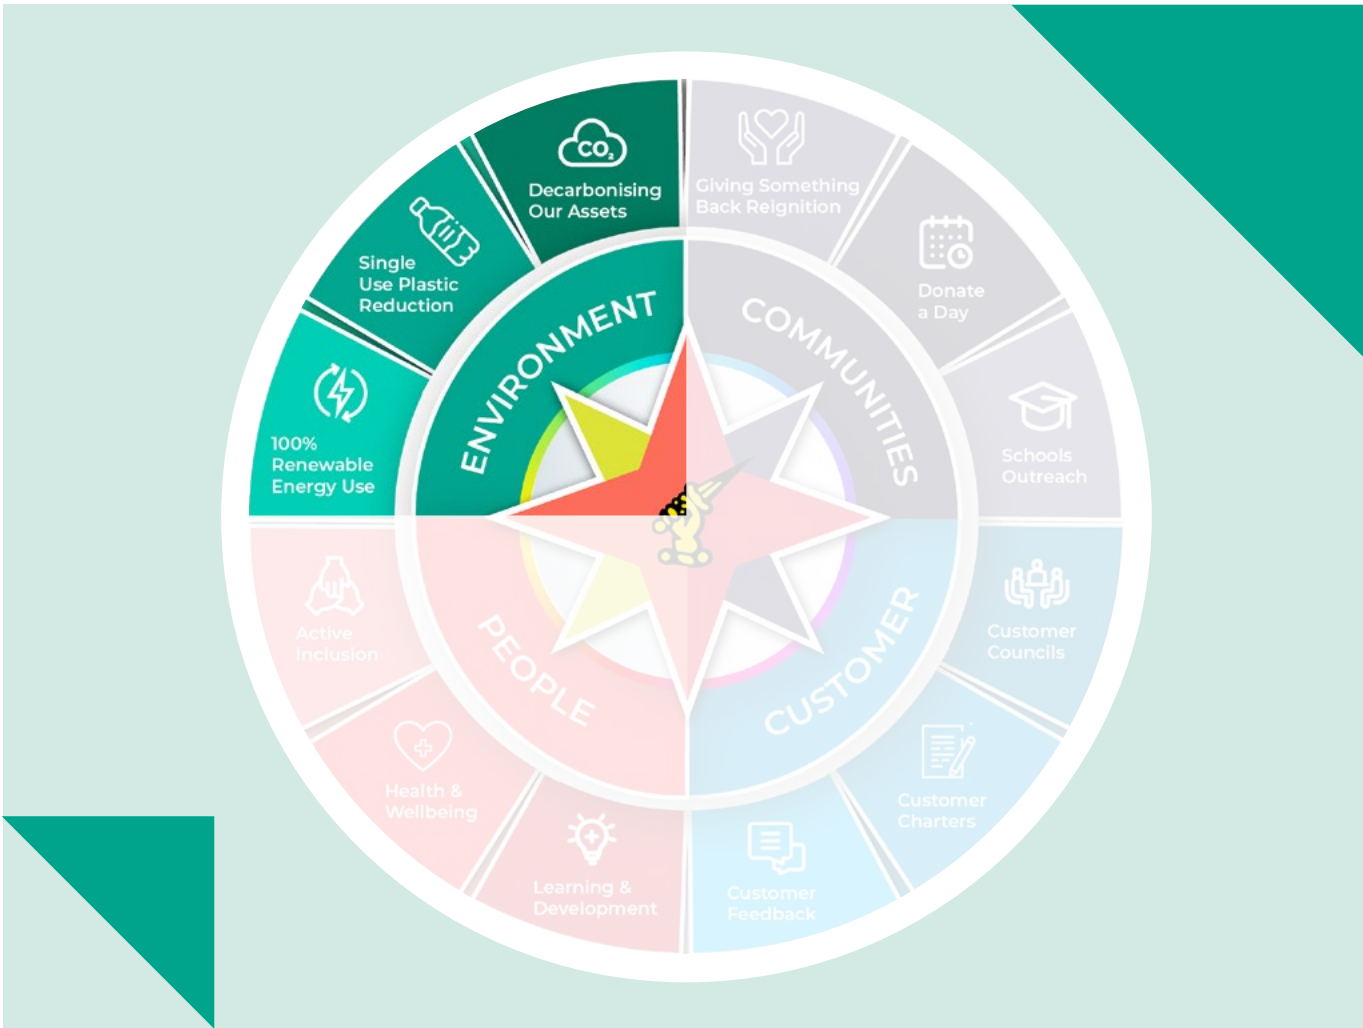 CO₂
Decarbonising
Our Assets
Single
Use Plastic
Reduction
100%
Renewable
Energy Use
ENVIRONMENT
Giving Something
Back Reignition
Donate
a Day
Schools
Outreach
COMMUNITIES
Customer
Councils
Customer
Charters
Customer
Feedback
CUSTOMER
Learning &
Development
Health &
Wellbeing
Active
Inclusion
PEOPLE